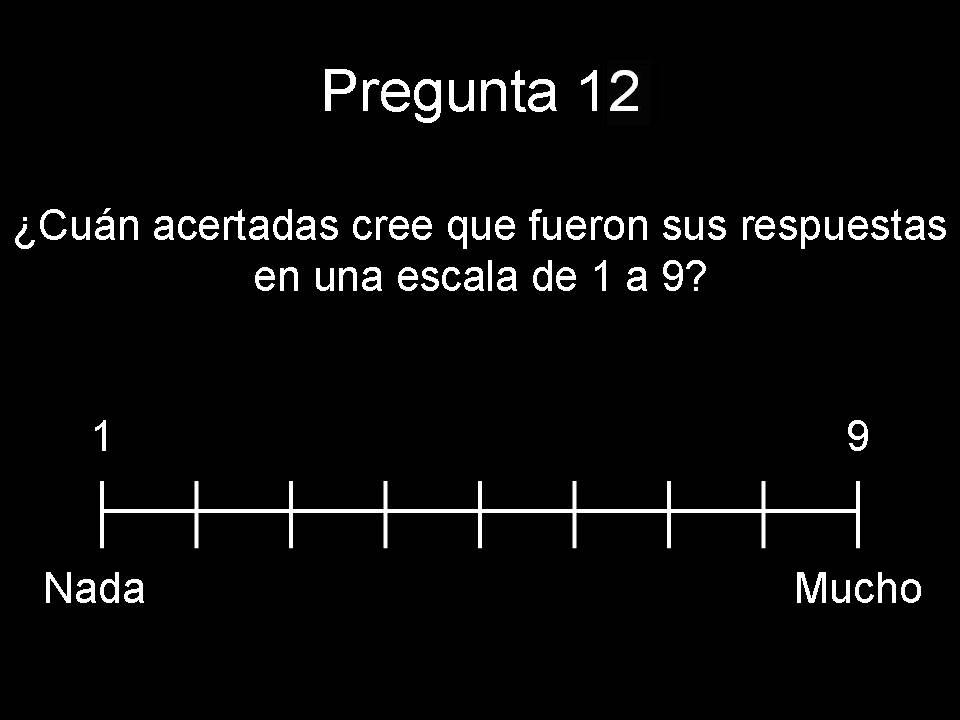 Pregunta 12
¿Cuán acertadas cree que fueron sus respuestas
en una escala de 1 a 9?
1 9
Nada Mucho